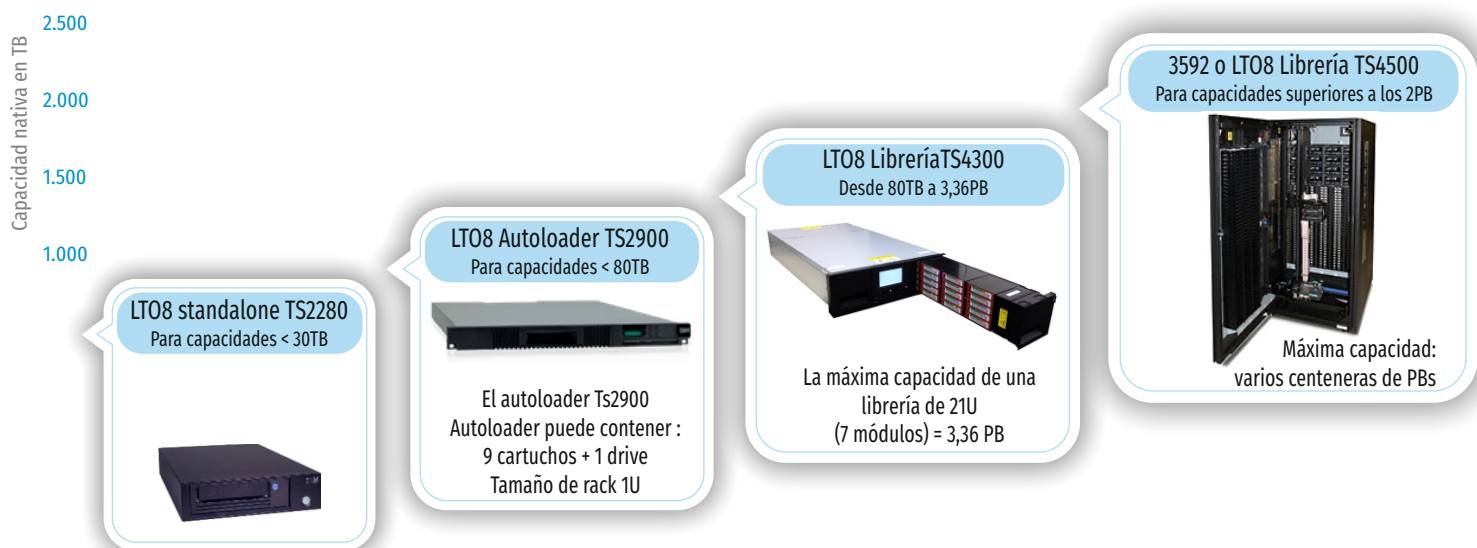 Capacidad nativa en TB
2.500
2.000
1.500
1.000
LTO8 standalone TS2280
Para capacidades < 30TB
IBM
LTO8 Autoloader TS2900
Para capacidades < 80TB
El autoloader Ts2900
Autoloader puede contener :
9 cartuchos + 1 drive
Tamaño de rack 1U
LTO8 LibreríaTS4300
Desde 80TB a 3,36PB
La máxima capacidad de una
librería de 21U
(7 módulos) = 3,36 PB
3592 o LTO8 Librería TS4500
Para capacidades superiores a los 2PB
Máxima capacidad:
varios centeneras de PBs